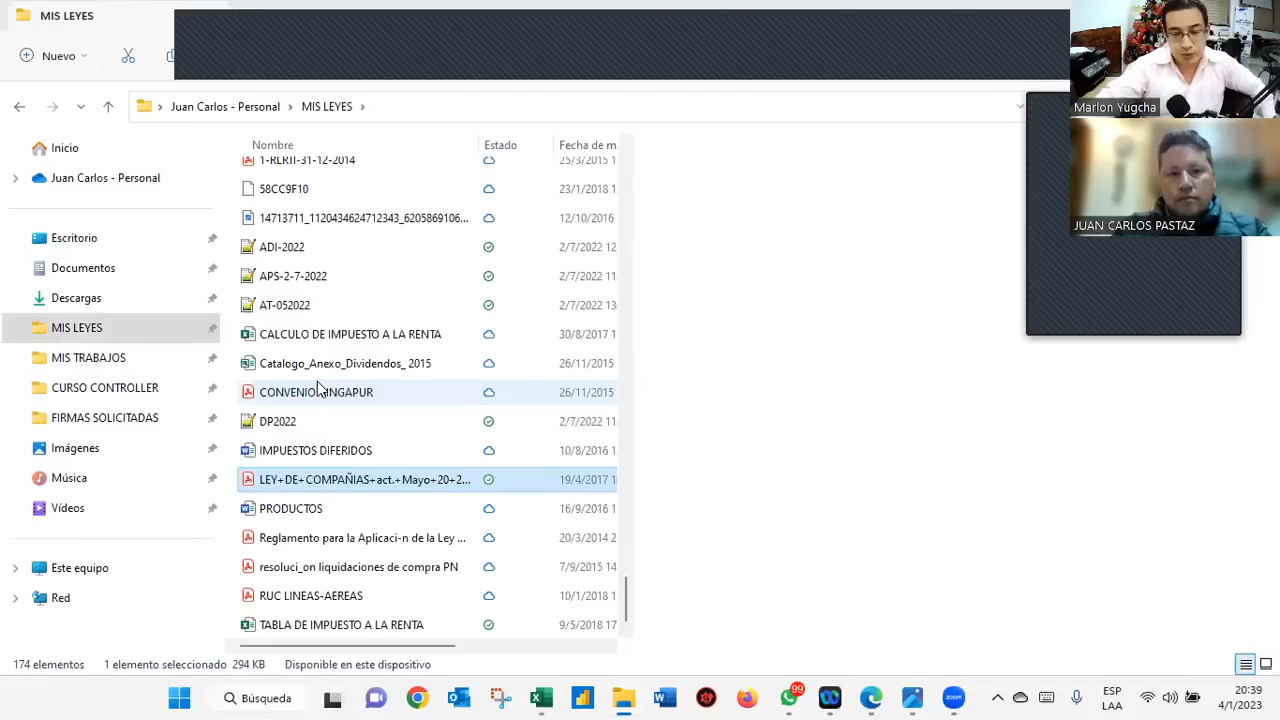 MIS LEYES
Nuevo
Juan Carlos - Personal
MIS LEYES
Marlon Yugcha
JUAN CARLOS PASTAZ
Inicio
Juan Carlos - Personal
Escritorio
Documentos
Descargas
MIS LEYES
MIS TRABAJOS
CURSO CONTROLLER
FIRMAS SOLICITADAS
Imágenes
Música
Vídeos
Este equipo
Red
Nombre Estado Fecha de m
1-RLRTI-31-12-2014 25/3/2015 1
58CC9F10 23/1/2018 1
14713711_1120434624712343_6205869106... 12/10/2016
ADI-2022 2/7/2022 12
APS-2-7-2022 2/7/2022 11
AT-052022 2/7/2022 13
CALCULO DE IMPUESTO A LA RENTA 30/8/2017 1
Catalogo_Anexo_Dividendos_ 2015 26/11/2015
CONVENIO 26/11/2015
DP2022 2/7/2022 11
IMPUESTOS DIFERIDOS 10/8/2016 1
LEY+DE+COMPAÑIAS+act.+Mayo+20+2... 19/4/2017 1
PRODUCTOS 16/9/2016 1
Reglamento para la Aplicaci-n de la Ley ... 20/3/2014 2
resoluci_on liquidaciones de compra PN 7/9/2015 14
RUC LINEAS-AEREAS 10/1/2018 1
TABLA DE IMPUESTO A LA RENTA 9/5/2018 17
174 elementos 1 elemento seleccionado 294 KB Disponible en este dispositivo
Búsqueda
99
ESP
LAA
20:39
4/1/2023